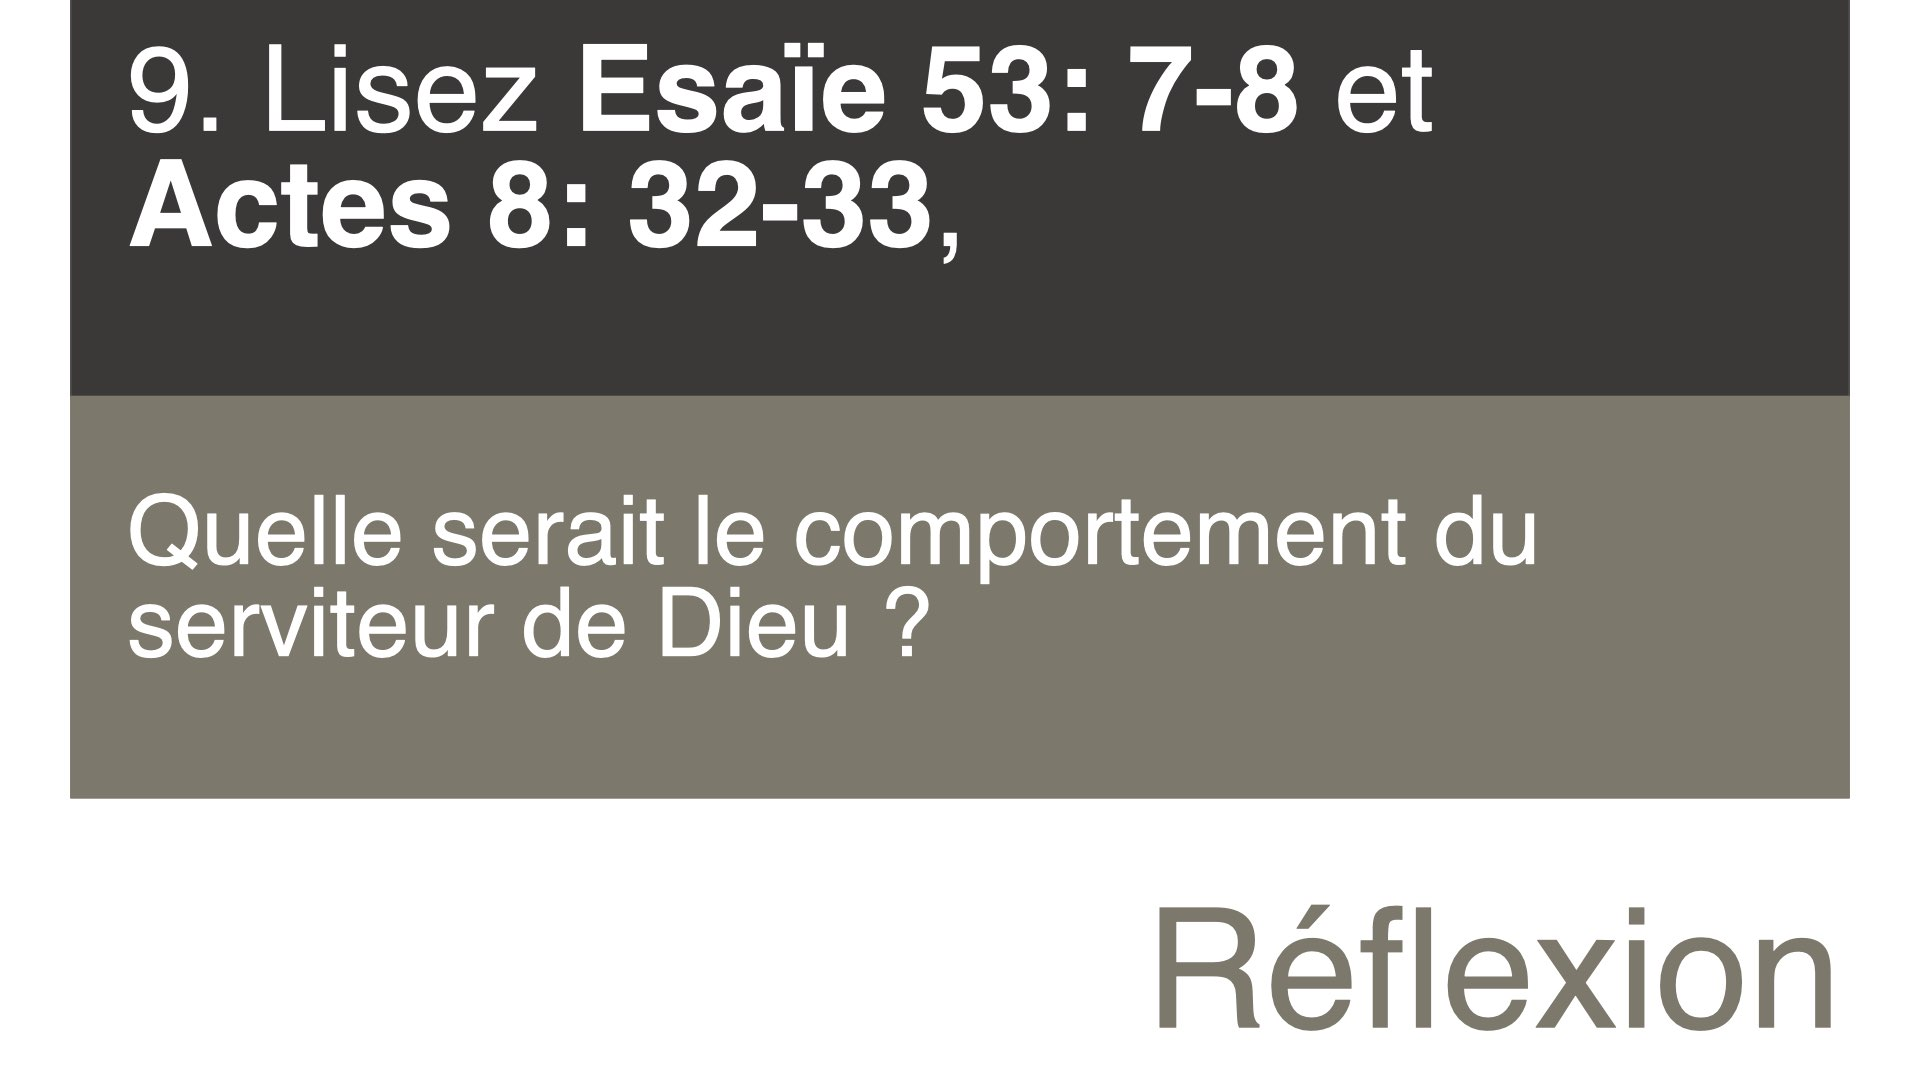 9. Lisez Esaïe 53: 7-8 et
Actes 8: 32-33,
Quelle serait le comportement du
serviteur de Dieu ?
Réflexion